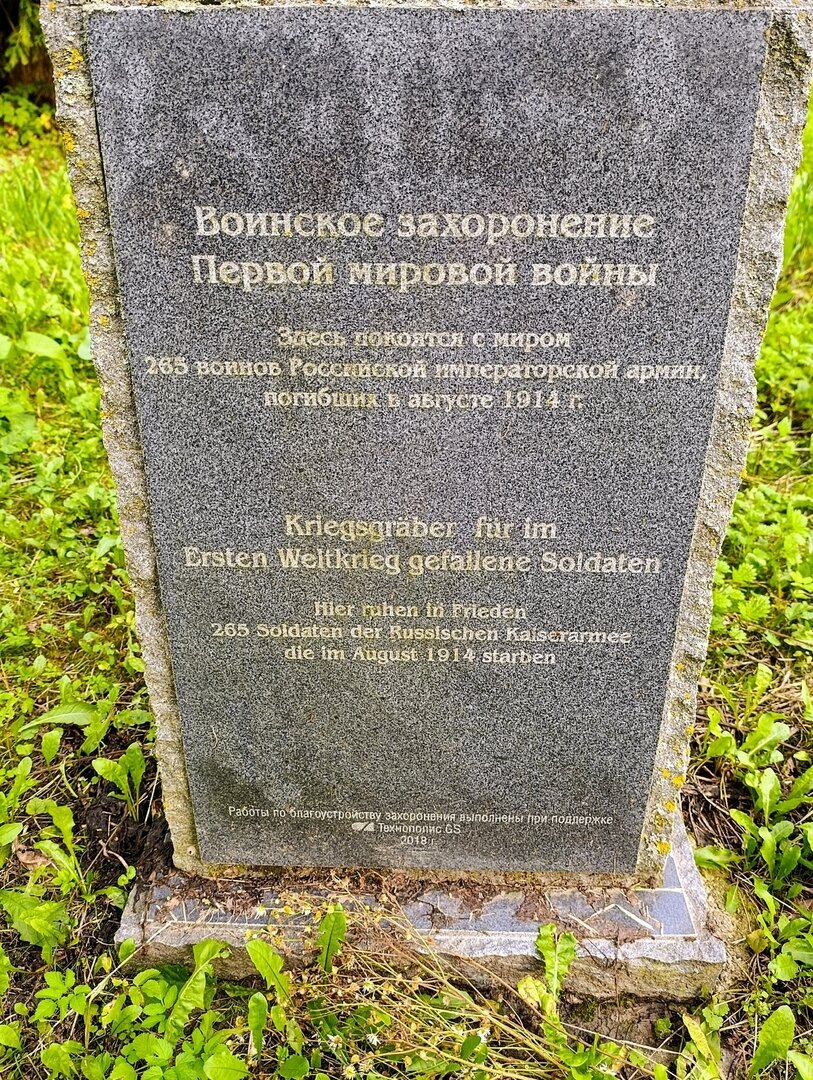 Воинское захоронение
Первой мировой войны
Здесь покоятся с миром
265 воинов Российской императорской армии,
погибших в августе 1914 г.
Kriegsgräber für im
Ersten Weltkrieg gefallene Soldaten
Hier ruhen in Frieden
265 Soldaten der Russischen Kaiserarmee
die im August 1914 starben
Работы по благоустройству захоронения выполнены при поддержке
Технополис GS
2018 г.